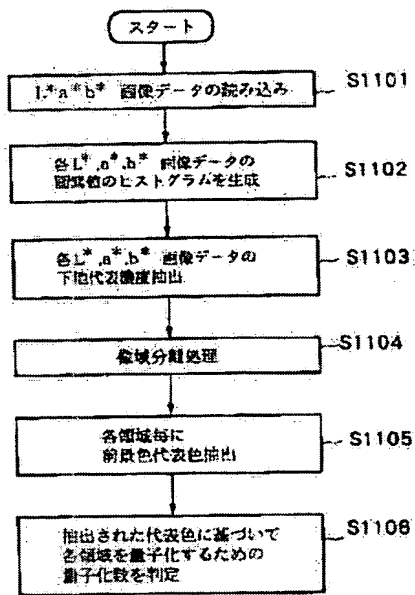 スタート
L*a*b* 画像データの読み込み
S1101
各L*,a*,b* 画像データの
画素値のヒストグラムを生成
S1102
各L*,a*,b* 画像データの
下地代表濃度抽出
S1103
像域分離処理
S1104
各領域毎に
前景色代表色抽出
S1105
抽出された代表色に基づいて
各領域を量子化するための
量子化数を判定
S1106